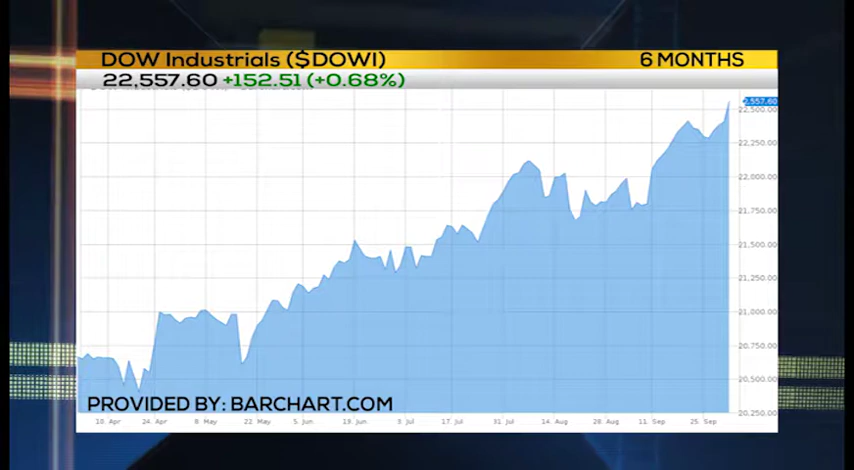 DOW Industrials ($DOWI) 6 MONTHS
22,557.60 +152.51 (+0.68%)
2,557.60
22,500.00
22,250.00
22,000.00
21,750.00
21,500.00
21,250.00
21,000.00
20,750.00
20,500.00
PROVIDED BY: BARCHART.COM
20,250.00
10. Apr 24. Apr 8. May 22. May 5. Jun 19. Jun 3. Jul 17. Jul 31. Jul 14. Aug 28. Aug 11. Sep 25. Sep